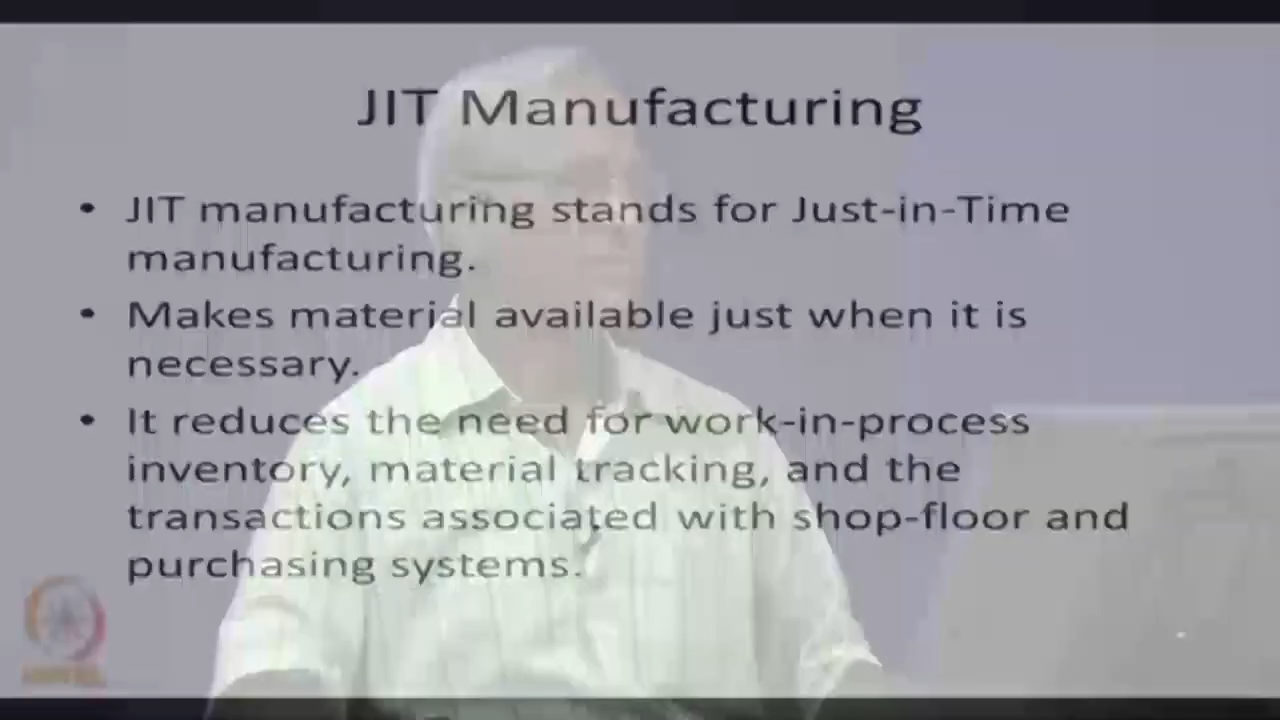 JIT Manufacturing
• JIT manufacturing stands for Just-in-Time
manufacturing.
• Makes material available just when it is
necessary.
• It reduces the need for work-in-process
inventory, material tracking, and the
transactions associated with shop-floor and
purchasing systems.